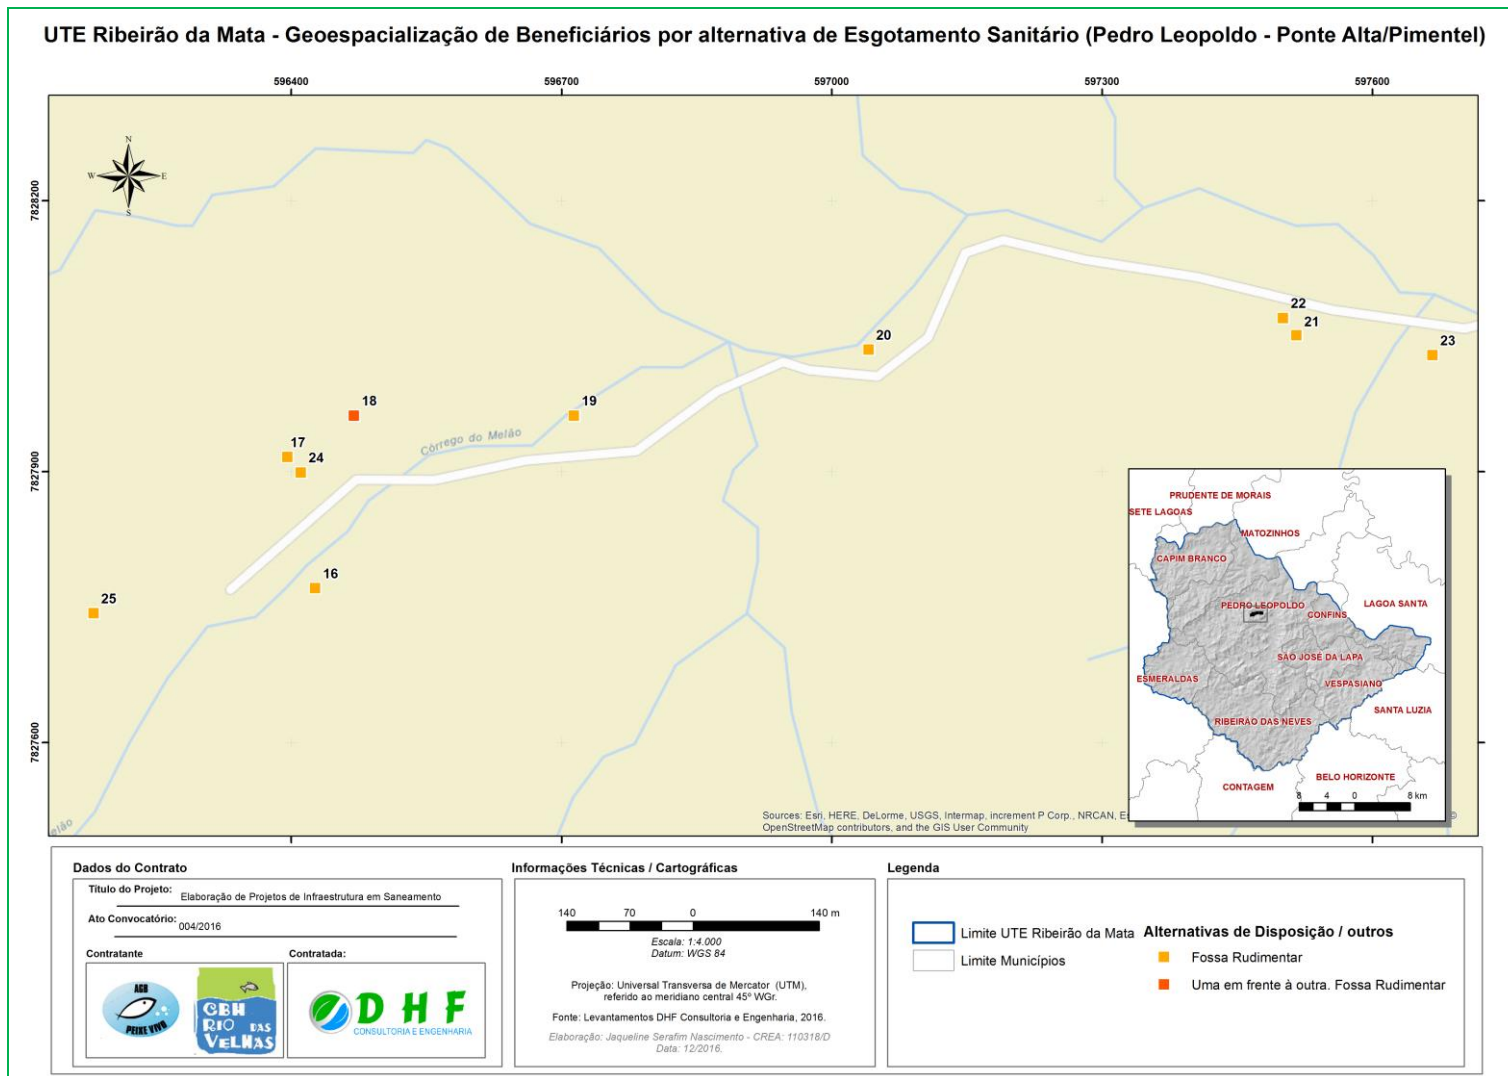 UTE Ribeirão da Mata - Geoespacialização de Beneficiários por alternativa de Esgotamento Sanitário (Pedro Leopoldo - Ponte Alta/Pimentel)
596400 596700 597000 597300 597600
7828200
7827900
7827600
N
W E
S
22
21
20
23
18
19
17
24
16
25
Córrego do Melão
elão
PRUDENTE DE MORAIS
SETE LAGOAS
MATOZINHOS
CAPIM BRANCO
PEDRO LEOPOLDO
LAGOA SANTA
CONFINS
SÃO JOSÉ DA LAPA
ESMERALDAS
VESPASIANO
SANTA LUZIA
RIBEIRÃO DAS NEVES
BELO HORIZONTE
CONTAGEM
8 4 0 8 km
Sources: Esri, HERE, DeLorme, USGS, Intermap, increment P Corp., NRCAN, Es ©
OpenStreetMap contributors, and the GIS User Community
Dados do Contrato
Título do Projeto: Elaboração de Projetos de Infraestrutura em Saneamento
Ato Convocatório: 004/2016
Contratante Contratada:
AGB
PEIXE VIVO
CBH
RIO DAS
VELHAS
DHF
CONSULTORIA E ENGENHARIA
Informações Técnicas / Cartográficas
140 70 0 140 m
Escala: 1:4.000
Datum: WGS 84
Projeção: Universal Transversa de Mercator (UTM),
referido ao meridiano central 45º WGr.
Fonte: Levantamentos DHF Consultoria e Engenharia, 2016.
Elaboração: Jaqueline Serafim Nascimento - CREA: 110318/D
Data: 12/2016.
Legenda
Limite UTE Ribeirão da Mata
Limite Municípios
Alternativas de Disposição / outros
Fossa Rudimentar
Uma em frente à outra. Fossa Rudimentar